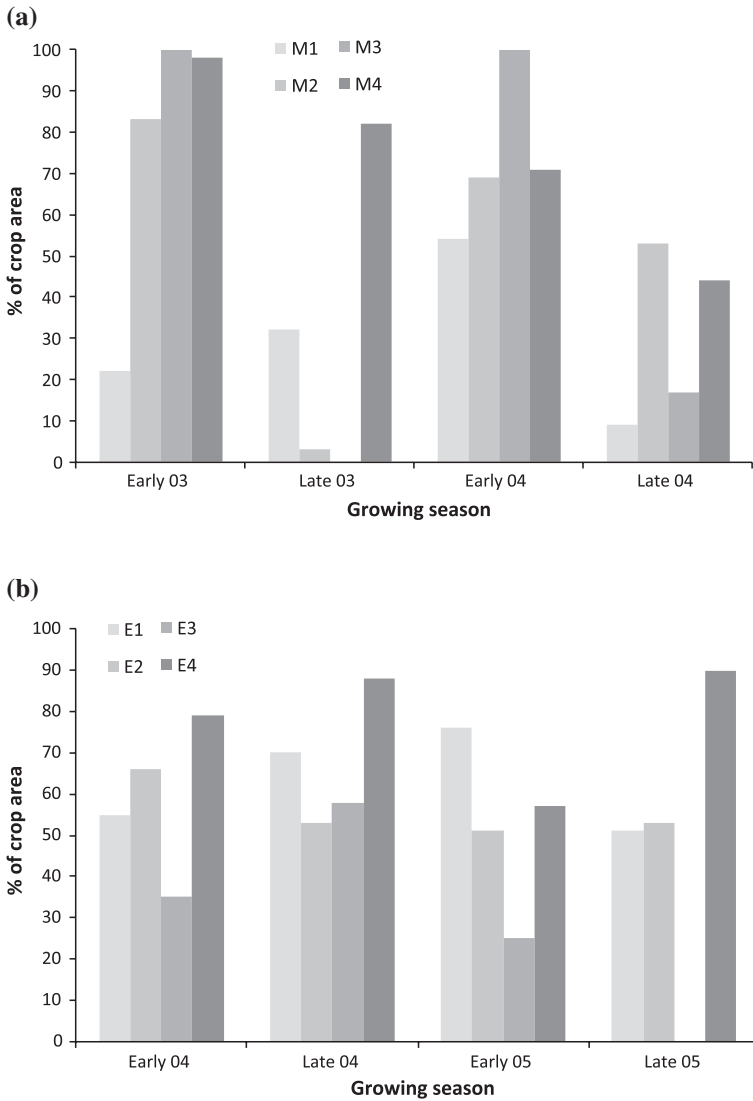 (a)
100
90
80
70
60
50
40
30
20
10
0
% of crop area
M1 M3
M2 M4
Early 03 Late 03 Early 04 Late 04
Growing season
(b)
100
90
80
70
60
50
40
30
20
10
0
% of crop area
E1 E3
E2 E4
Early 04 Late 04 Early 05 Late 05
Growing season